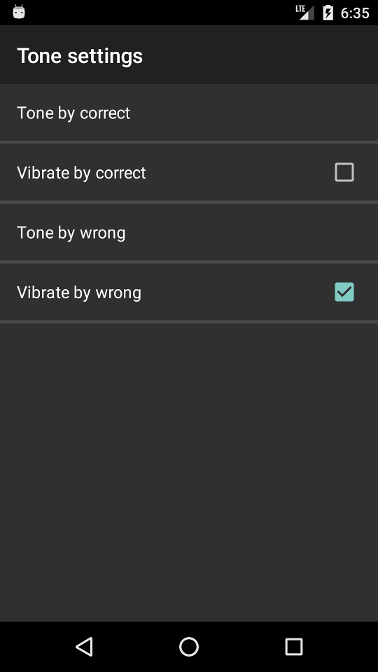 LTE
6:35
Tone settings
Tone by correct
Vibrate by correct
Tone by wrong
Vibrate by wrong